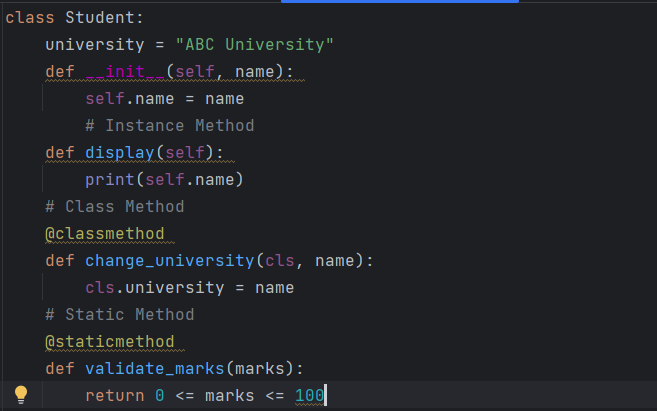 class Student:
    university = "ABC University"
    def __init__(self, name):
        self.name = name
        # Instance Method
    def display(self):
        print(self.name)
    # Class Method
    @classmethod
    def change_university(cls, name):
        cls.university = name
    # Static Method
    @staticmethod
    def validate_marks(marks):
        return 0 <= marks <= 100